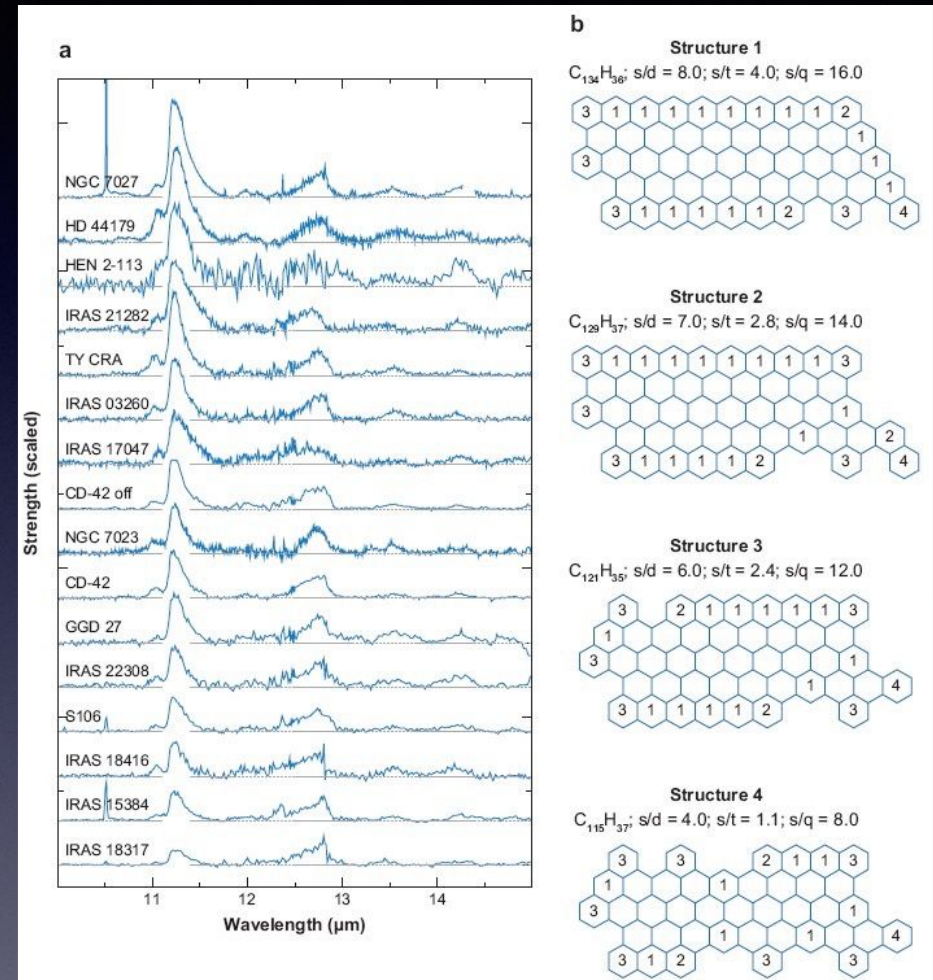 a
NGC 7027
HD 44179
HEN 2-113
IRAS 21282
TY CRA
IRAS 03260
IRAS 17047
CD-42 off
NGC 7023
CD-42
GGD 27
IRAS 22308
S106
IRAS 18416
IRAS 15384
IRAS 18317
Strength (scaled)
11 12 13 14
Wavelength (µm)
b
Structure 1
C₁₃₄H₃₆; s/d = 8.0; s/t = 4.0; s/q = 16.0
3 1 1 1 1 1 1 1 1 2
1
3 1
1
3 1 1 1 1 1 2 3 4
Structure 2
C₁₂₉H₃₇; s/d = 7.0; s/t = 2.8; s/q = 14.0
3 1 1 1 1 1 1 1 1 3
3 1
1 2
3 1 1 1 1 2 3 4
Structure 3
C₁₂₁H₃₅; s/d = 6.0; s/t = 2.4; s/q = 12.0
3 2 1 1 1 1 1 3
1
3 1
1 4
3 1 1 1 1 2 3
Structure 4
C₁₁₅H₃₇; s/d = 4.0; s/t = 1.1; s/q = 8.0
3 3 2 1 1 3
1 1
3 1
1 1 4
3 1 2 3 3